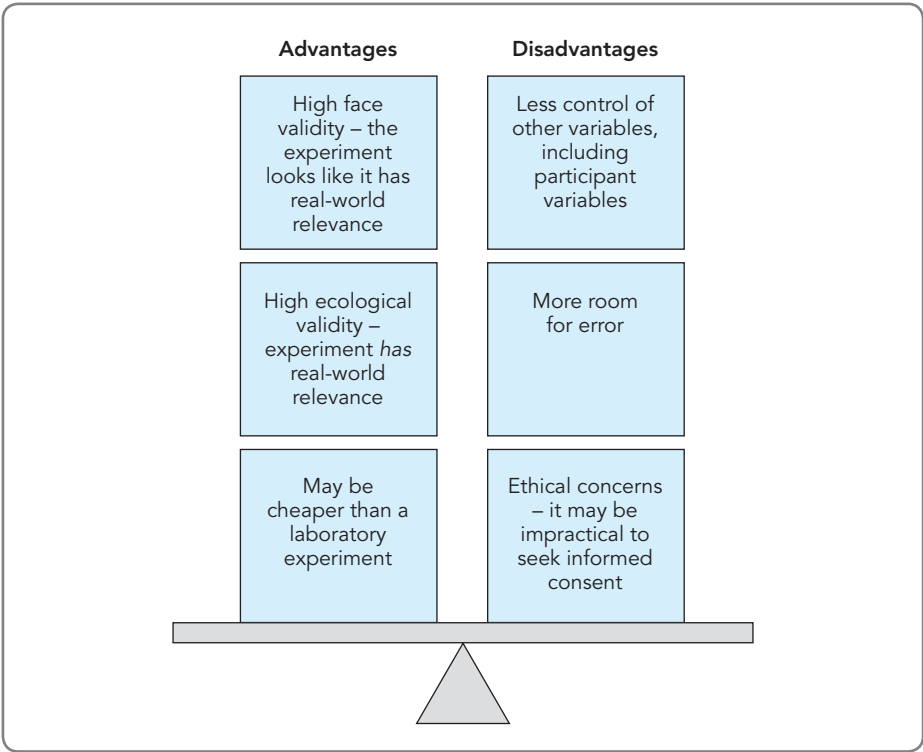 Advantages
High face
validity – the
experiment
looks like it has
real-world
relevance
High ecological
validity –
experiment has
real-world
relevance
May be
cheaper than a
laboratory
experiment
Disadvantages
Less control of
other variables,
including
participant
variables
More room
for error
Ethical concerns
– it may be
impractical to
seek informed
consent